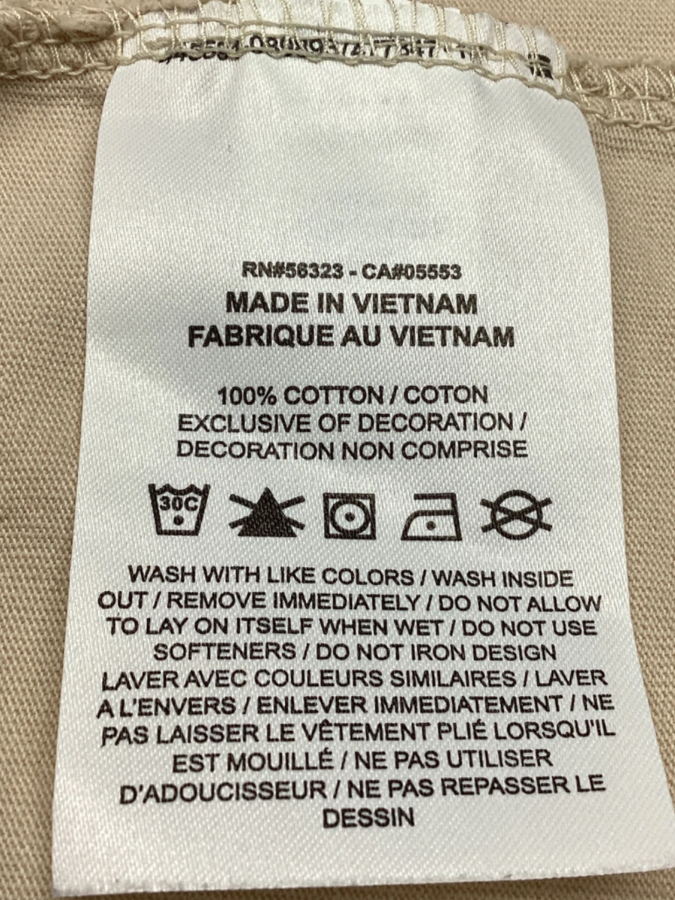 RN#56323 - CA#05553
MADE IN VIETNAM
FABRIQUE AU VIETNAM
100% COTTON / COTON
EXCLUSIVE OF DECORATION /
DECORATION NON COMPRISE
30C
WASH WITH LIKE COLORS / WASH INSIDE
OUT / REMOVE IMMEDIATELY / DO NOT ALLOW
TO LAY ON ITSELF WHEN WET / DO NOT USE
SOFTENERS / DO NOT IRON DESIGN
LAVER AVEC COULEURS SIMILAIRES / LAVER
A L'ENVERS / ENLEVER IMMEDIATEMENT / NE
PAS LAISSER LE VÊTEMENT PLIÉ LORSQU'IL
EST MOUILLÉ / NE PAS UTILISER
D'ADOUCISSEUR / NE PAS REPASSER LE
DESSIN